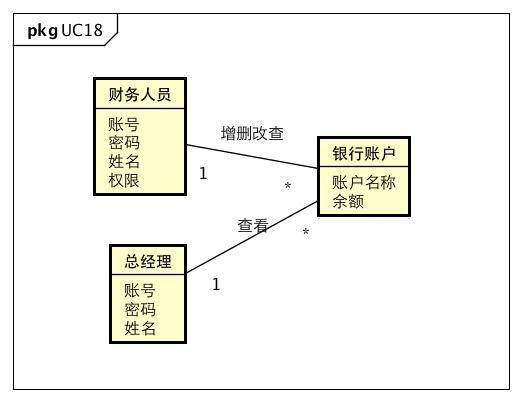 pkg UC18
财务人员
账号
密码
姓名
权限
增删改查
1
*
银行账户
账户名称
余额
查看
*
1
总经理
账号
密码
姓名